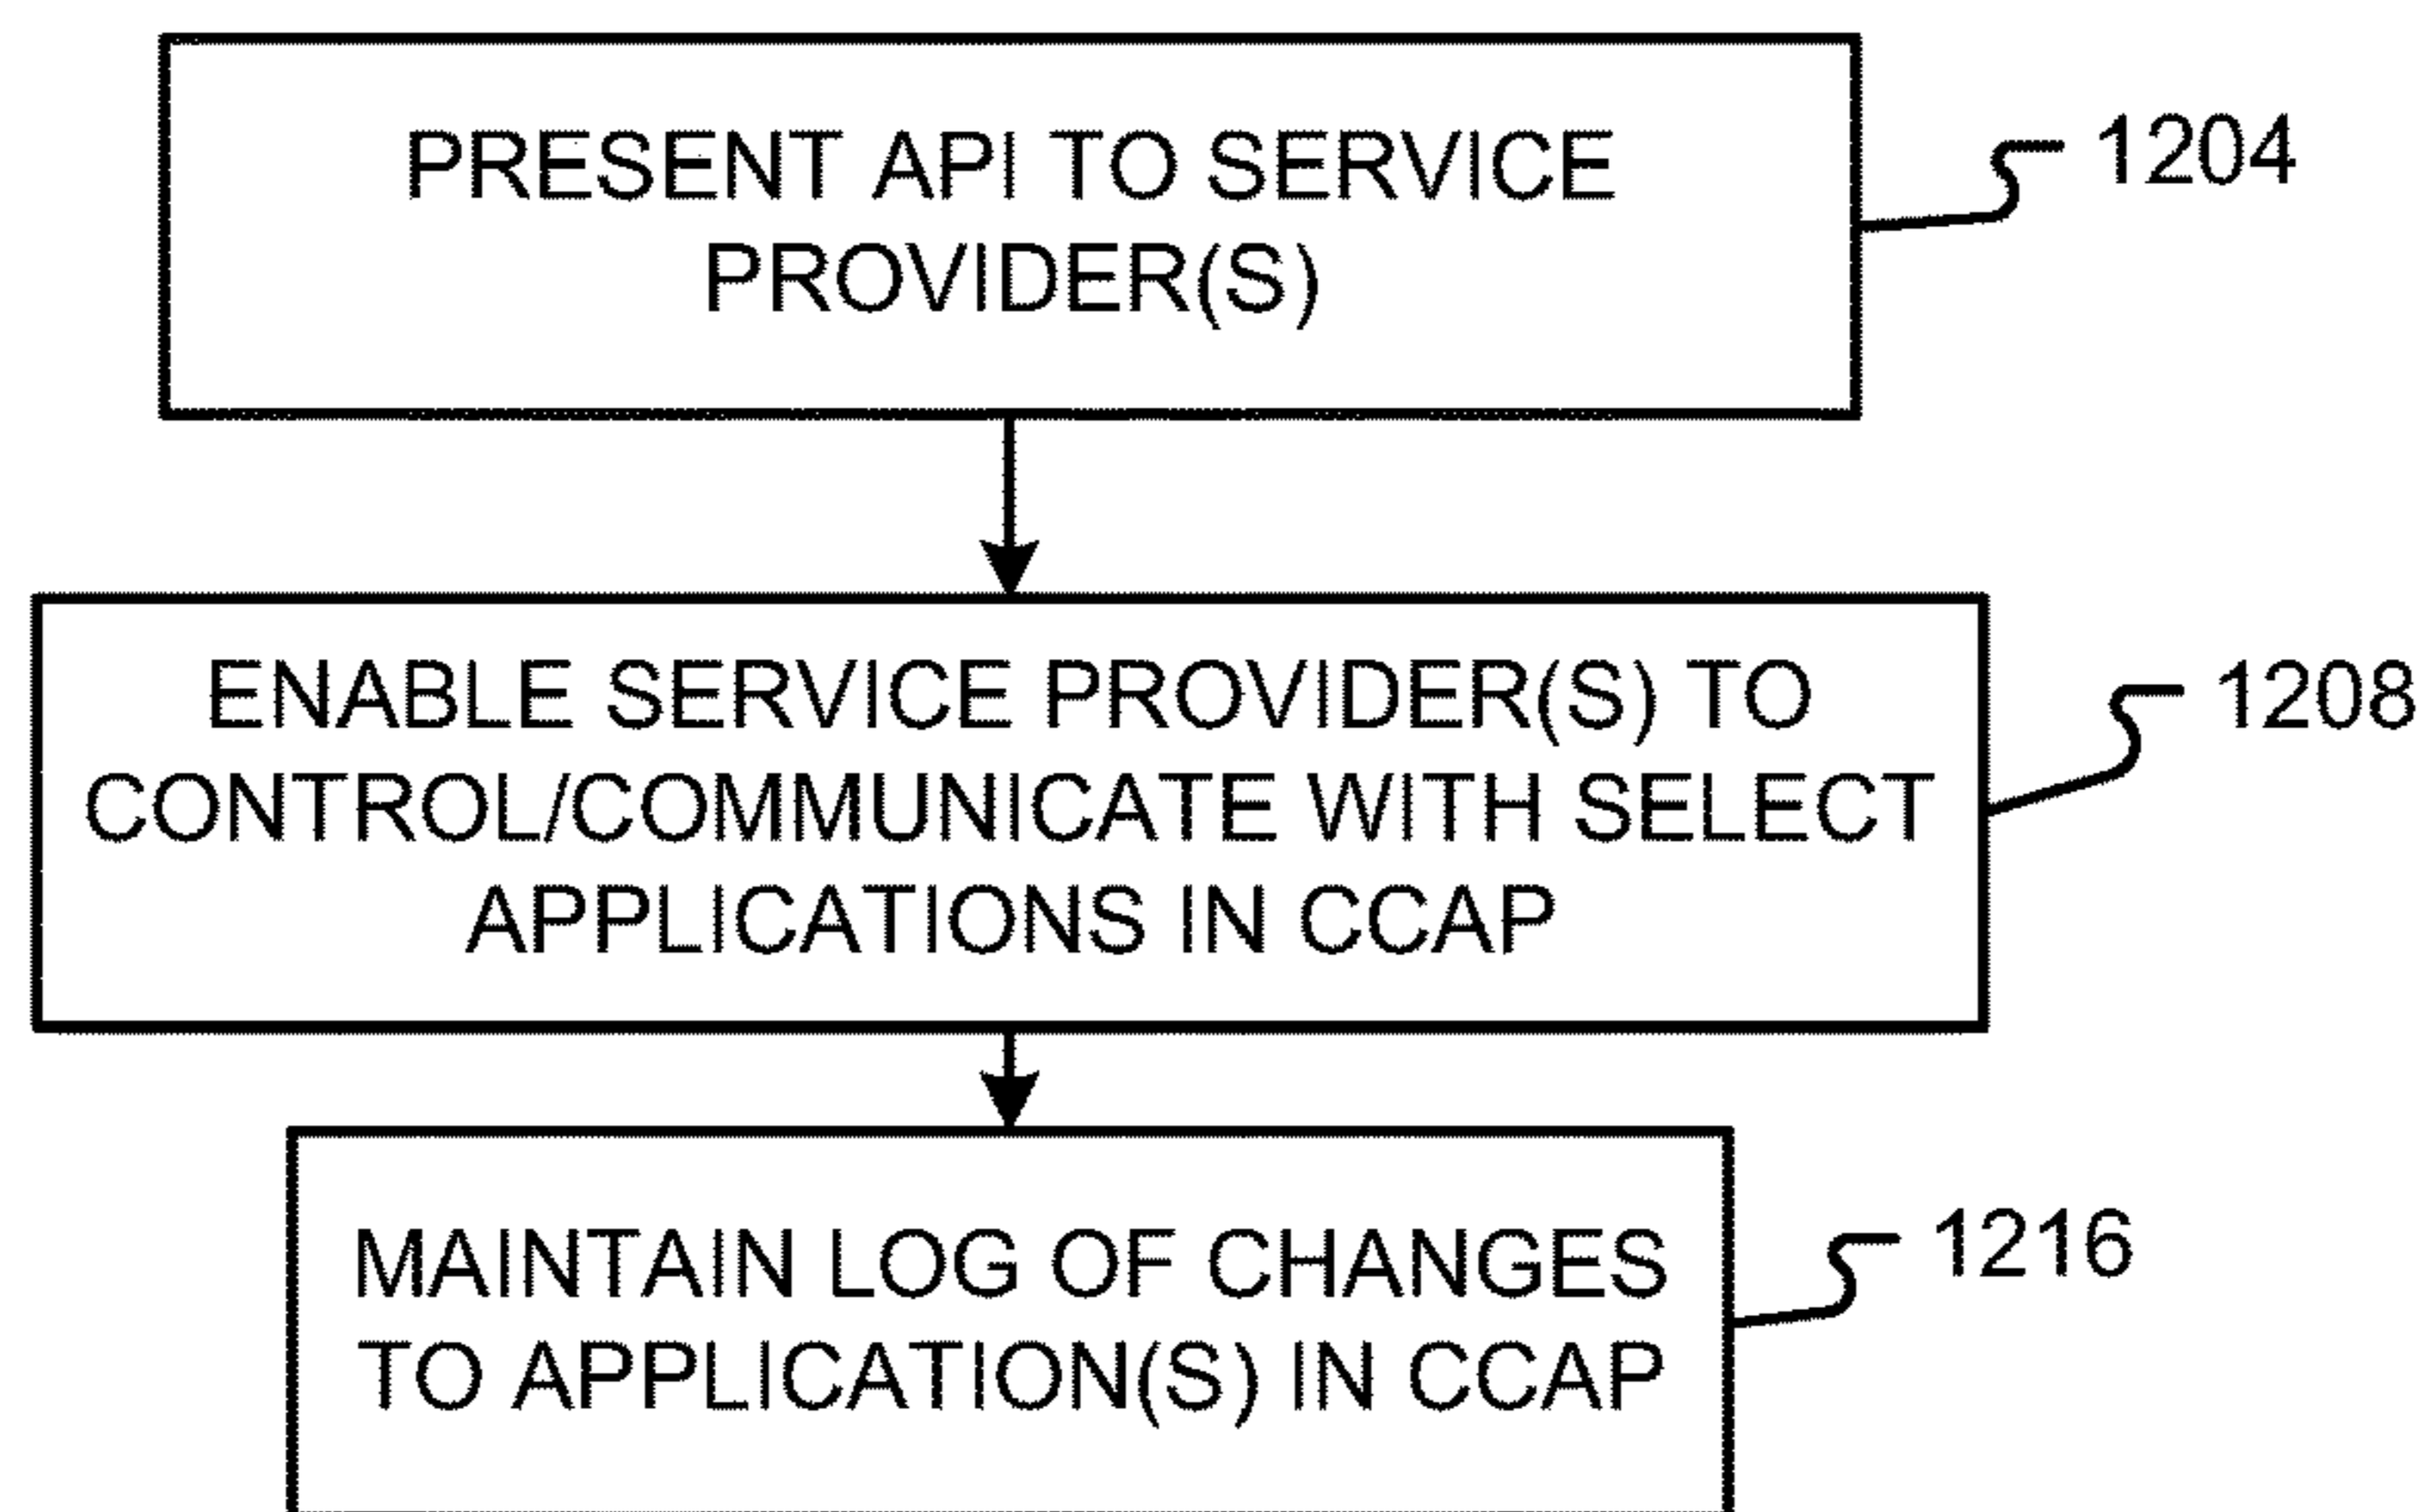 PRESENT API TO SERVICE
PROVIDER(S)
1204
ENABLE SERVICE PROVIDER(S) TO
CONTROL/COMMUNICATE WITH SELECT
APPLICATIONS IN CCAP
1208
MAINTAIN LOG OF CHANGES
TO APPLICATION(S) IN CCAP
1216